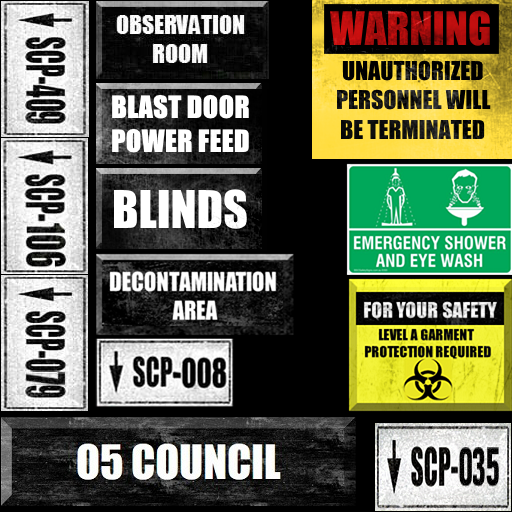 SCP-409
SCP-106
SCP-079
OBSERVATION
ROOM
BLAST DOOR
POWER FEED
BLINDS
DECONTAMINATION
AREA
SCP-008
05 COUNCIL
WARNING
UNAUTHORIZED
PERSONNEL WILL
BE TERMINATED
EMERGENCY SHOWER
AND EYE WASH
FOR YOUR SAFETY
LEVEL A GARMENT
PROTECTION REQUIRED
SCP-035